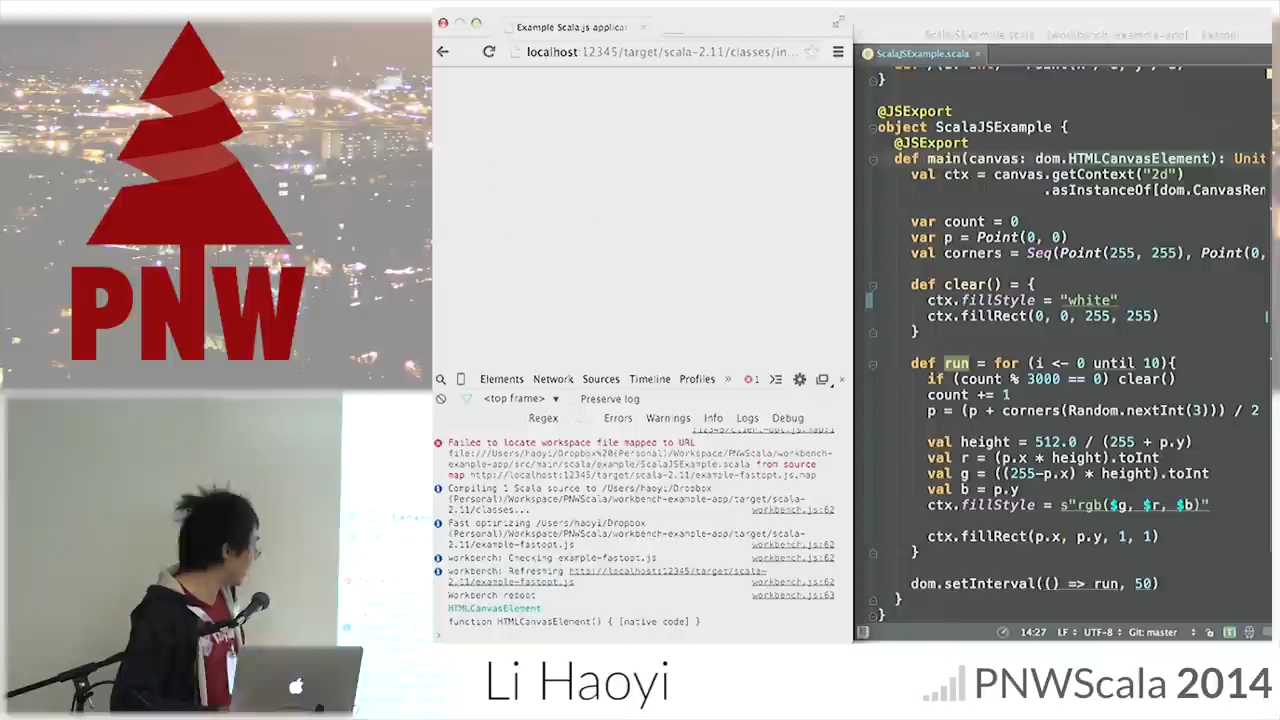 PNW
Example Scala.js applica
localhost:12345/target/scala-2.11/classes/in...
Elements Network Sources Timeline Profiles » 1
<top frame> Preserve log
Regex Errors Warnings Info Logs Debug
Failed to locate workspace file mapped to URL
file:///Users/haoyi/Dropbox%20(Personal)/Workspace/PNWScala/workbench-
example-app/src/main/scala/example/ScalaJSExample.scala from source
map http://localhost:12345/target/scala-2.11/example-fastopt.js.map
Compiling 1 Scala source to /Users/haoyi/Dropbox
(Personal)/Workspace/PNWScala/workbench-example-app/target/scala-
2.11/classes... workbench.js:62
Fast optimizing /Users/haoyi/Dropbox
(Personal)/Workspace/PNWScala/workbench-example-app/target/scala-
2.11/example-fastopt.js workbench.js:62
workbench: Checking example-fastopt.js workbench.js:62
workbench: Refreshing http://localhost:12345/target/scala-
2.11/example-fastopt.js workbench.js:62
Workbench reboot workbench.js:63
HTMLCanvasElement
function HTMLCanvasElement() { [native code] }
>
ScalaJSExample.scala
}
@JSExport
object ScalaJSExample {
@JSExport
def main(canvas: dom.HTMLCanvasElement): Unit
val ctx = canvas.getContext("2d")
.asInstanceOf[dom.CanvasRen
var count = 0
var p = Point(0, 0)
val corners = Seq(Point(255, 255), Point(0,
def clear() = {
ctx.fillStyle = "white"
ctx.fillRect(0, 0, 255, 255)
}
def run = for (i <- 0 until 10){
if (count % 3000 == 0) clear()
count += 1
p = (p + corners(Random.nextInt(3))) / 2
val height = 512.0 / (255 + p.y)
val r = (p.x * height).toInt
val g = ((255-p.x) * height).toInt
val b = p.y
ctx.fillStyle = s"rgb($g, $r, $b)"
ctx.fillRect(p.x, p.y, 1, 1)
}
dom.setInterval(() => run, 50)
}
}
14:27 LF UTF-8 Git: master
Li Haoyi
PNWScala 2014